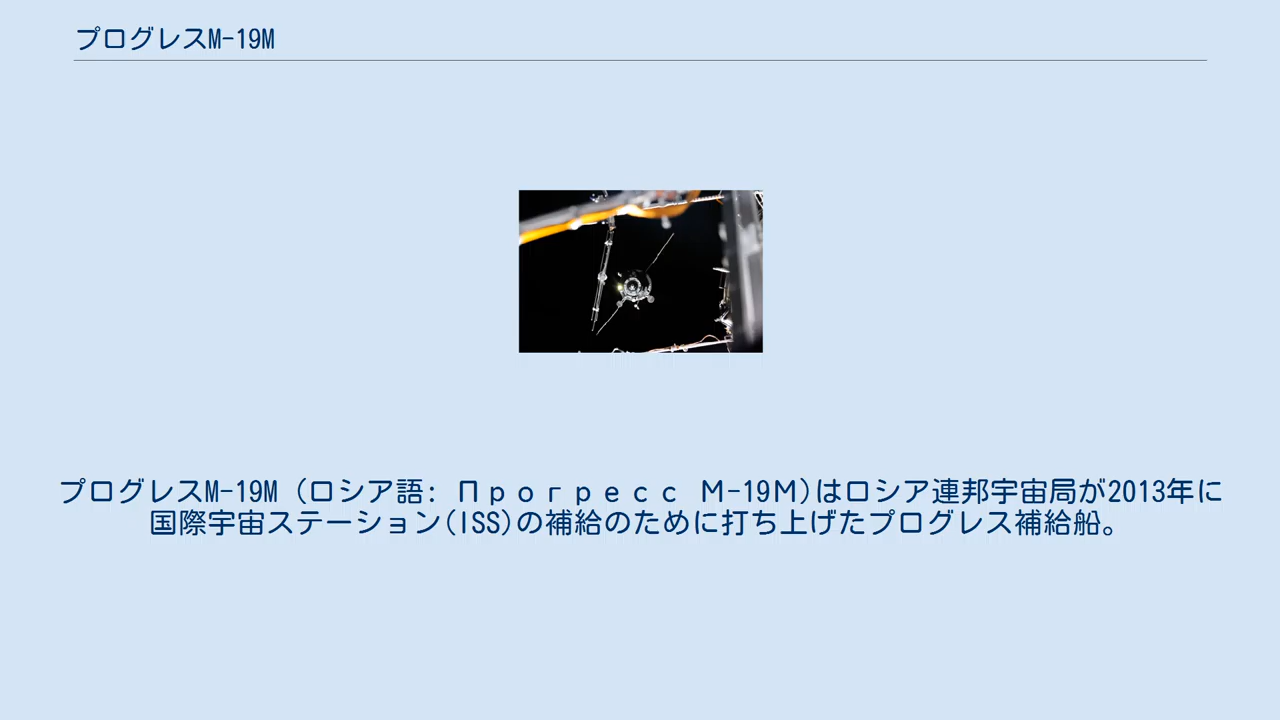 プログレスM-19M
プログレスM-19M (ロシア語: Прогресс М-19М)はロシア連邦宇宙局が2013年に
国際宇宙ステーション(ISS)の補給のために打ち上げたプログレス補給船。